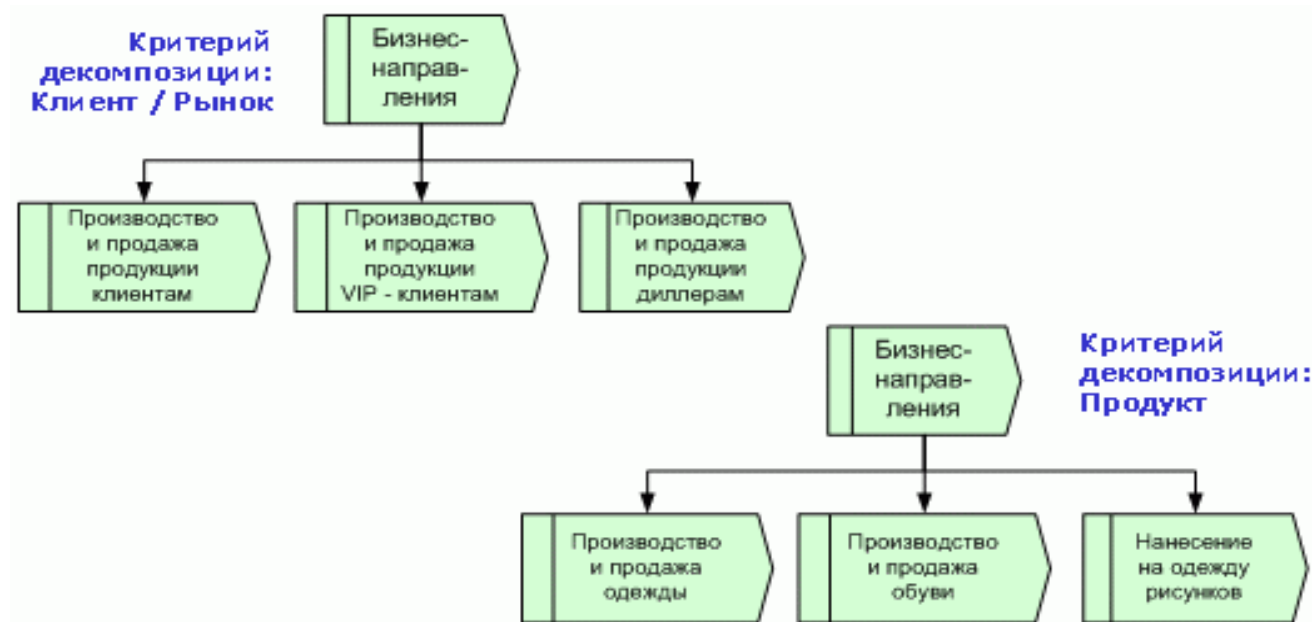 Критерий
декомпозиции:
Клиент / Рынок
Бизнес-
направ-
ления
Производство
и продажа
продукции
клиентам
Производство
и продажа
продукции
VIP - клиентам
Производство
и продажа
продукции
диллерам
Бизнес-
направ-
ления
Критерий
декомпозиции:
Продукт
Производство
и продажа
одежды
Производство
и продажа
обуви
Нанесение
на одежду
рисунков